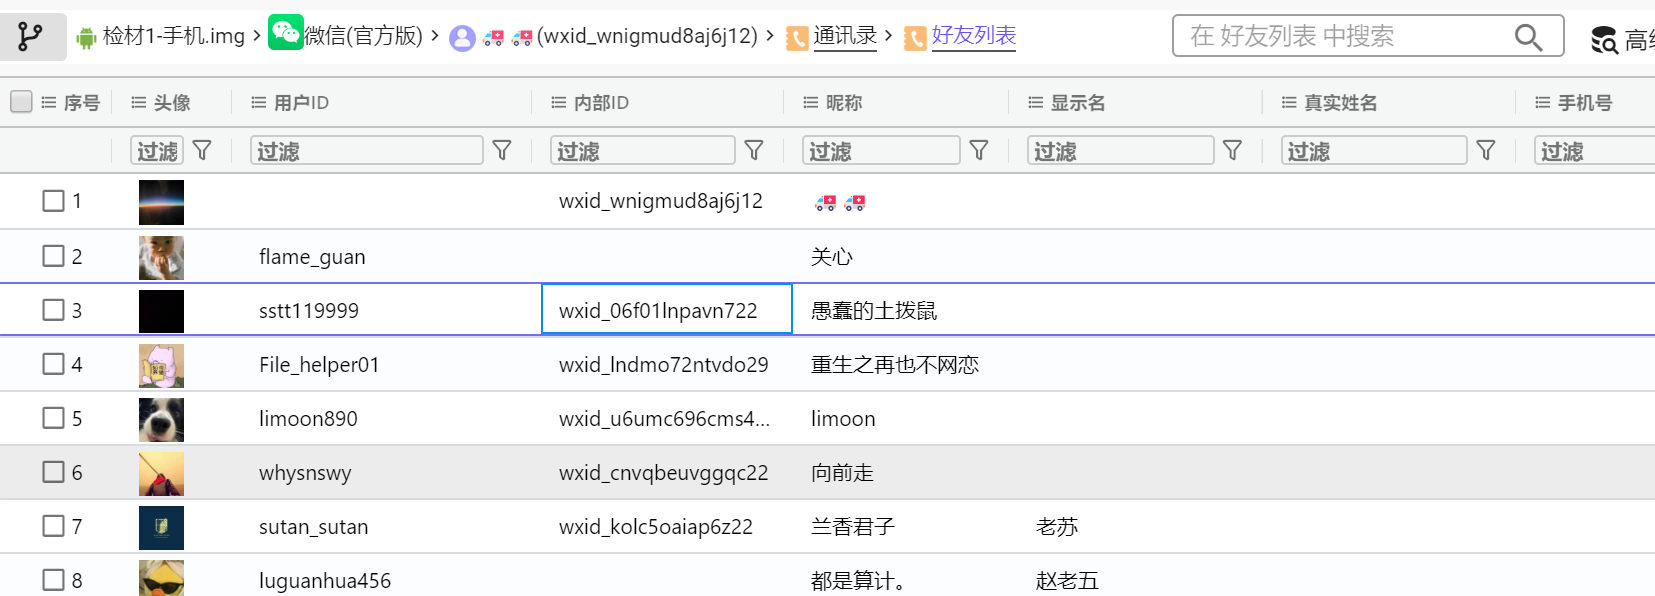 检材1-手机.img > 微信(官方版) > 🚑 🚑 (wxid_wnigmud8aj6j12) > 通讯录 > 好友列表 在 好友列表 中搜索
序号 头像 用户ID 内部ID 昵称 显示名 真实姓名 手机号
过滤 过滤 过滤 过滤 过滤 过滤 过滤
1 wxid_wnigmud8aj6j12 🚑 🚑
2 flame_guan 关心
3 sstt119999 wxid_06f01lnpavn722 愚蠢的土拨鼠
4 File_helper01 wxid_lndmo72ntvdo29 重生之再也不网恋
5 limoon890 wxid_u6umc696cms4... limoon
6 whysnswy wxid_cnvqbeuvggqc22 向前走
7 sutan_sutan wxid_kolc5oaiap6z22 兰香君子 老苏
8 luguanhua456 都是算计。 赵老五